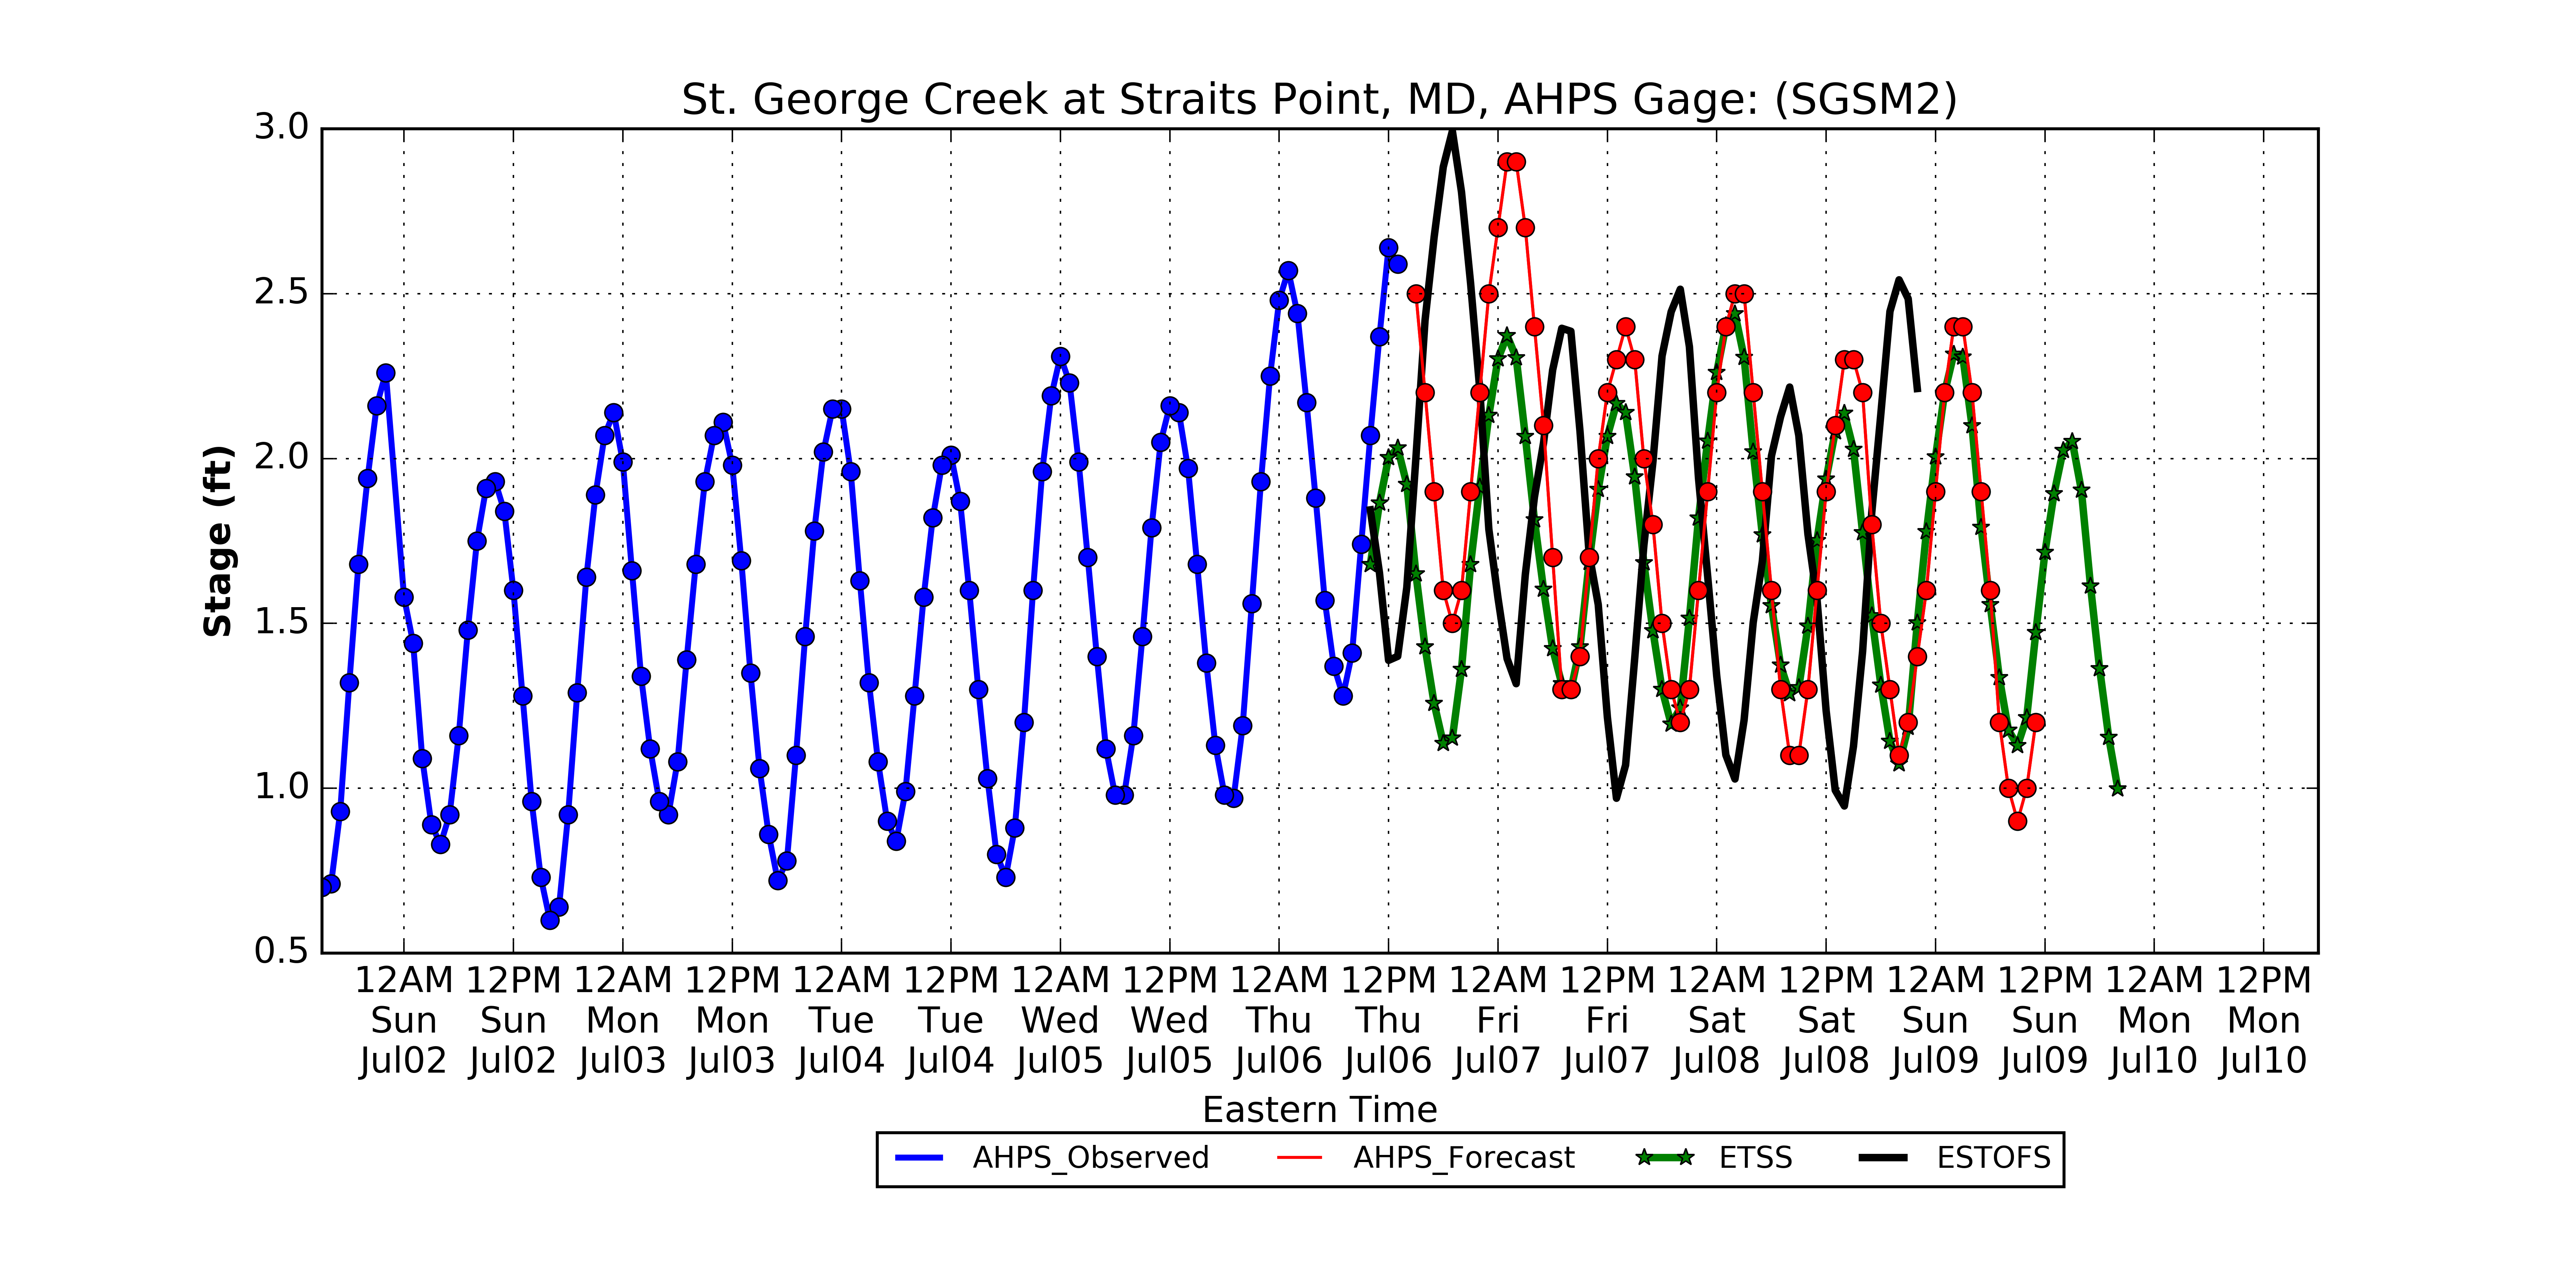 St. George Creek at Straits Point, MD, AHPS Gage: (SGSM2)
3.0
2.5
2.0
1.5
1.0
0.5
Stage (ft)
12AM 12PM 12AM 12PM 12AM 12PM 12AM 12PM 12AM 12PM 12AM 12PM 12AM 12PM 12AM 12PM 12AM 12PM
Sun Sun Mon Mon Tue Tue Wed Wed Thu Thu Fri Fri Sat Sat Sun Sun Mon Mon
Jul02 Jul02 Jul03 Jul03 Jul04 Jul04 Jul05 Jul05 Jul06 Jul06 Jul07 Jul07 Jul08 Jul08 Jul09 Jul09 Jul10 Jul10
Eastern Time
AHPS_Observed AHPS_Forecast ETSS ESTOFS